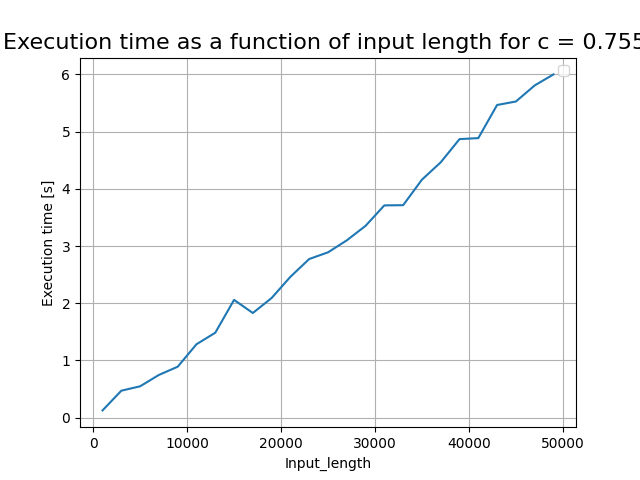 Execution time as a function of input length for c = 0.755
6
5
4
3
2
1
0
Execution time [s]
0 10000 20000 30000 40000 50000
Input_length